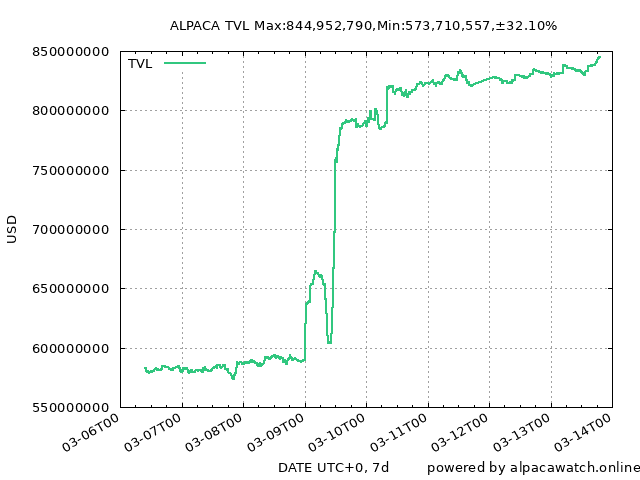 ALPACA TVL Max:844,952,790,Min:573,710,557,±32.10%
TVL
850000000
800000000
750000000
700000000
650000000
600000000
550000000
USD
03-06T00
03-07T00
03-08T00
03-09T00
03-10T00
03-11T00
03-12T00
03-13T00
03-14T00
DATE UTC+0, 7d
powered by alpacawatch.online